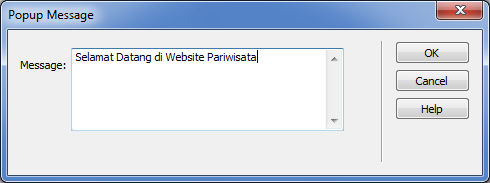 Popup Message
Message:
Selamat Datang di Website Pariwisata
OK
Cancel
Help